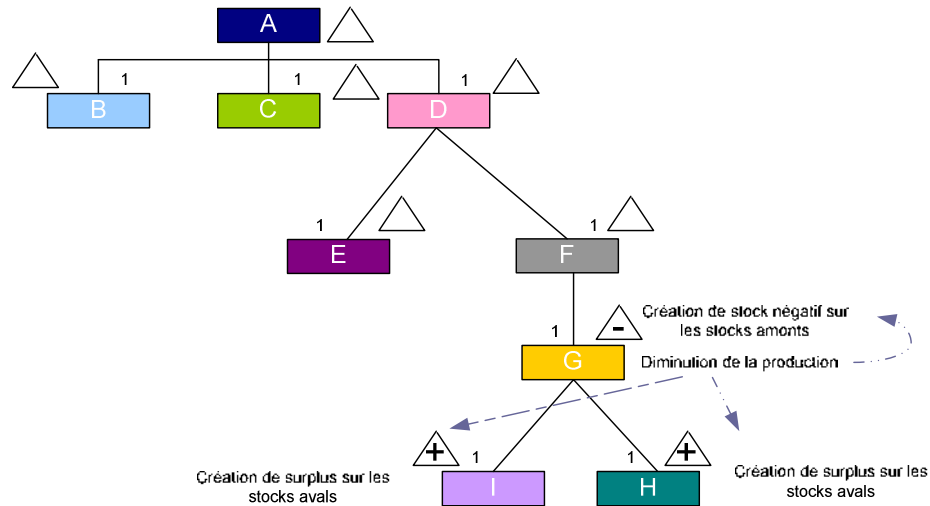 A
1
1
1
B
C
D
1
1
E
F
1
-
Création de stock négatif sur
les stocks amonts
G
Diminution de la production
+
1
1
+
Création de surplus sur les
stocks avals
I
H
Création de surplus sur les
stocks avals